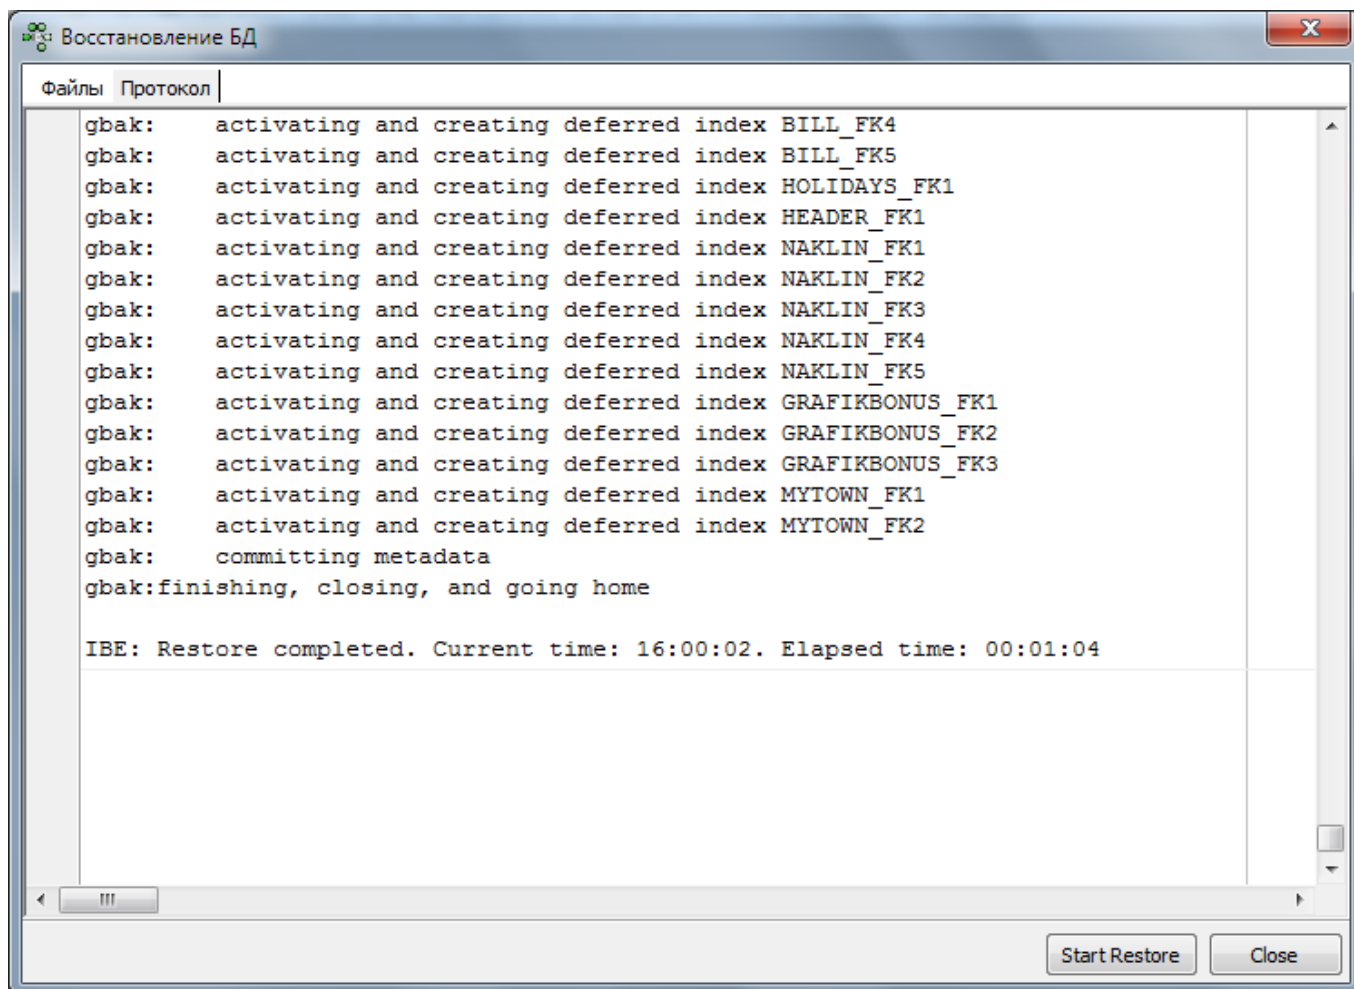 Восстановление БД
Файлы Протокол
gbak:    activating and creating deferred index BILL_FK4
gbak:    activating and creating deferred index BILL_FK5
gbak:    activating and creating deferred index HOLIDAYS_FK1
gbak:    activating and creating deferred index HEADER_FK1
gbak:    activating and creating deferred index NAKLIN_FK1
gbak:    activating and creating deferred index NAKLIN_FK2
gbak:    activating and creating deferred index NAKLIN_FK3
gbak:    activating and creating deferred index NAKLIN_FK4
gbak:    activating and creating deferred index NAKLIN_FK5
gbak:    activating and creating deferred index GRAFIKBONUS_FK1
gbak:    activating and creating deferred index GRAFIKBONUS_FK2
gbak:    activating and creating deferred index GRAFIKBONUS_FK3
gbak:    activating and creating deferred index MYTOWN_FK1
gbak:    activating and creating deferred index MYTOWN_FK2
gbak:    committing metadata
gbak:finishing, closing, and going home
IBE: Restore completed. Current time: 16:00:02. Elapsed time: 00:01:04
Start Restore Close